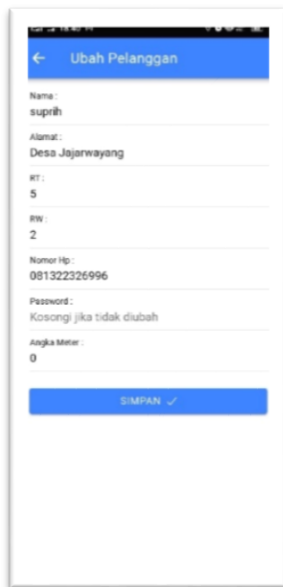 Ubah Pelanggan
Nama :
suprih
Alamat :
Desa Jajarwayang
RT :
5
RW :
2
Nomor Hp :
081322326996
Password :
Kosongi jika tidak diubah
Angka Meter :
0
SIMPAN